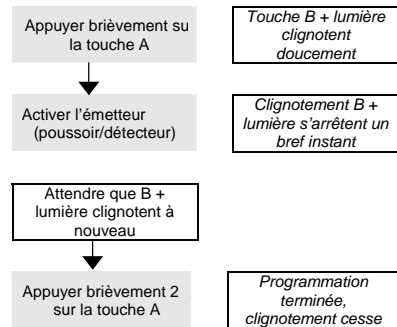 Appuyer brièvement su
la touche A
Touche B + lumière
clignotent
doucement
Activer l’émetteur
(poussoir/détecteur)
Clignotement B +
lumière s’arrêtent un
bref instant
Attendre que B +
lumière clignotent à
nouveau
Appuyer brièvement 2
sur la touche A
Programmation
terminée,
clignotement cesse